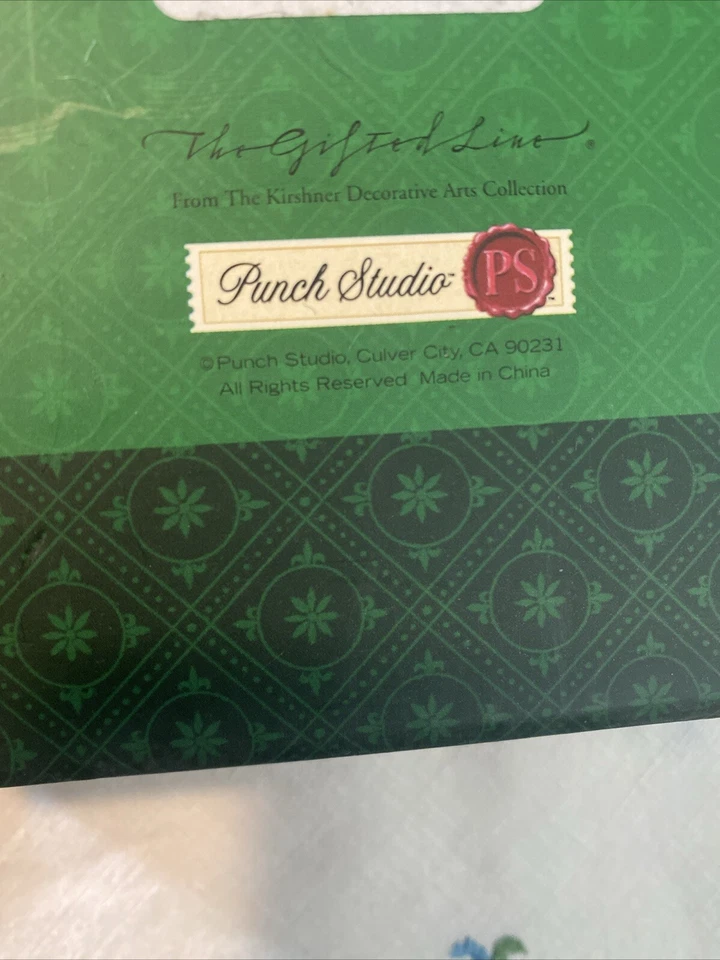 The Gifted Line®
From The Kirshner Decorative Arts Collection
Punch Studio™ PS™
©Punch Studio, Culver City, CA 90231
All Rights Reserved Made in China